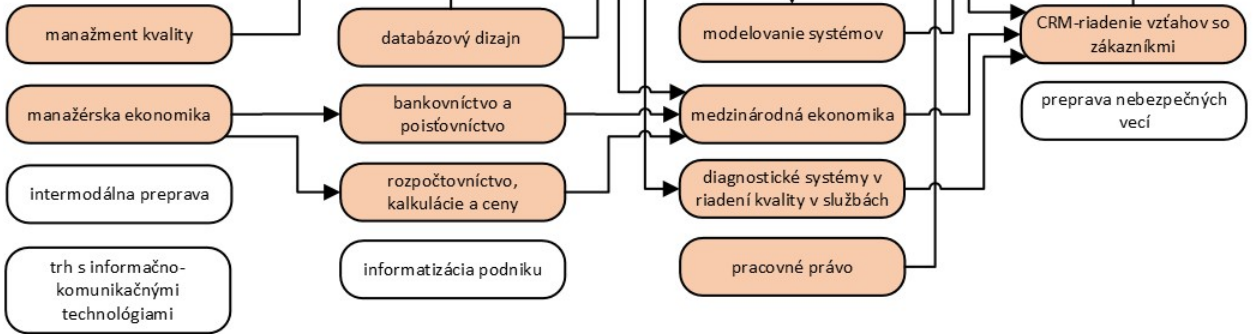 manažment kvality
manažérska ekonomika
intermodálna preprava
trh s informačno-
komunikačnými
technológiami
databázový dizajn
bankovníctvo a
poisťovníctvo
rozpočtovníctvo,
kalkulácie a ceny
informatizácia podniku
modelovanie systémov
medzinárodná ekonomika
diagnostické systémy v
riadení kvality v službách
pracovné právo
CRM-riadenie vzťahov so
zákazníkmi
preprava nebezpečných
vecí